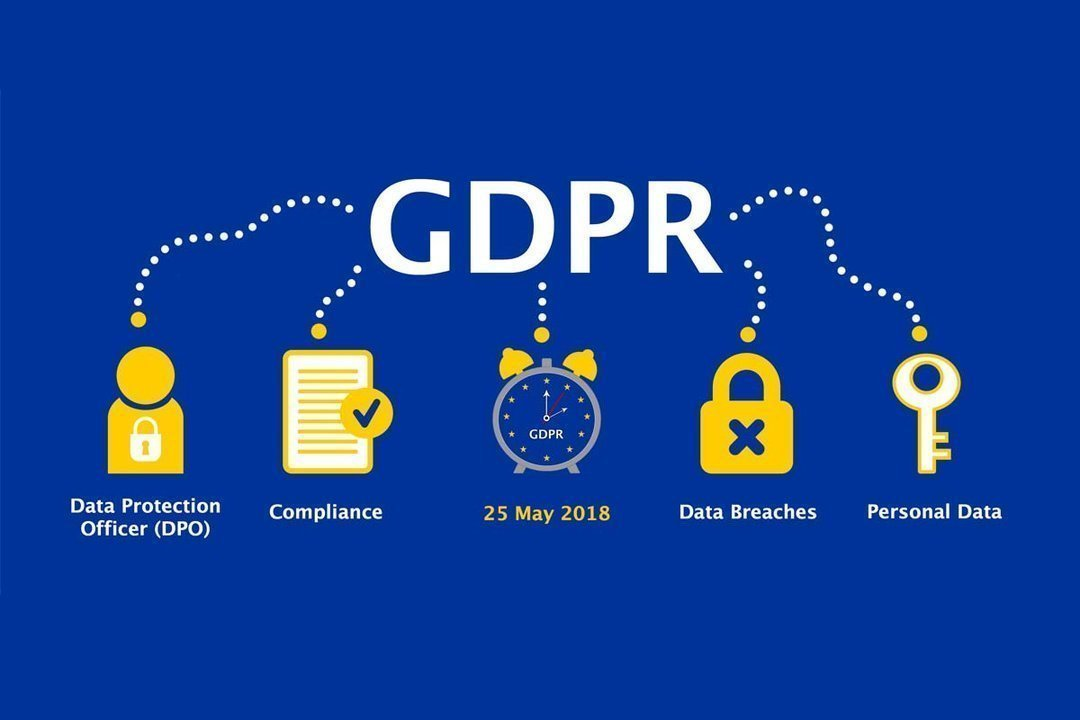 GDPR
GDPR
Data Protection
Officer (DPO)
Compliance
25 May 2018
Data Breaches
Personal Data